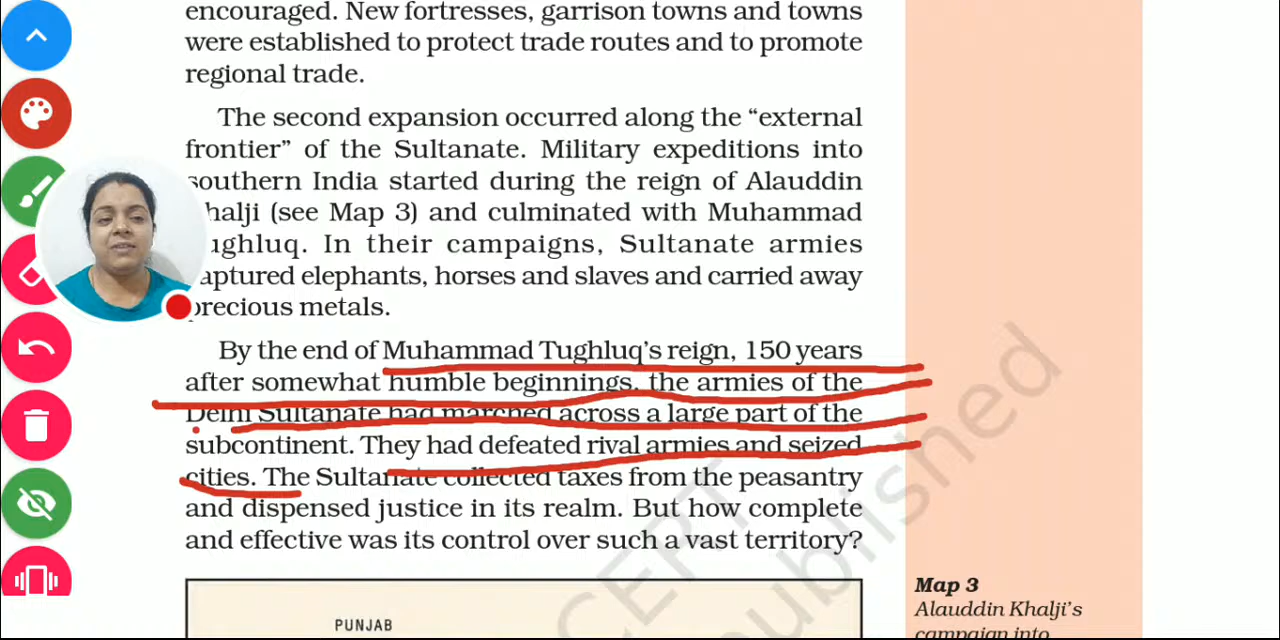 encouraged. New fortresses, garrison towns and towns
were established to protect trade routes and to promote
regional trade.
The second expansion occurred along the “external
frontier” of the Sultanate. Military expeditions into
southern India started during the reign of Alauddin
Khalji (see Map 3) and culminated with Muhammad
Tughluq. In their campaigns, Sultanate armies
captured elephants, horses and slaves and carried away
precious metals.
By the end of Muhammad Tughluq’s reign, 150 years
after somewhat humble beginnings, the armies of the
Delhi Sultanate had marched across a large part of the
subcontinent. They had defeated rival armies and seized
cities. The Sultanate collected taxes from the peasantry
and dispensed justice in its realm. But how complete
and effective was its control over such a vast territory?
PUNJAB
Map 3
Alauddin Khalji’s
campaign into